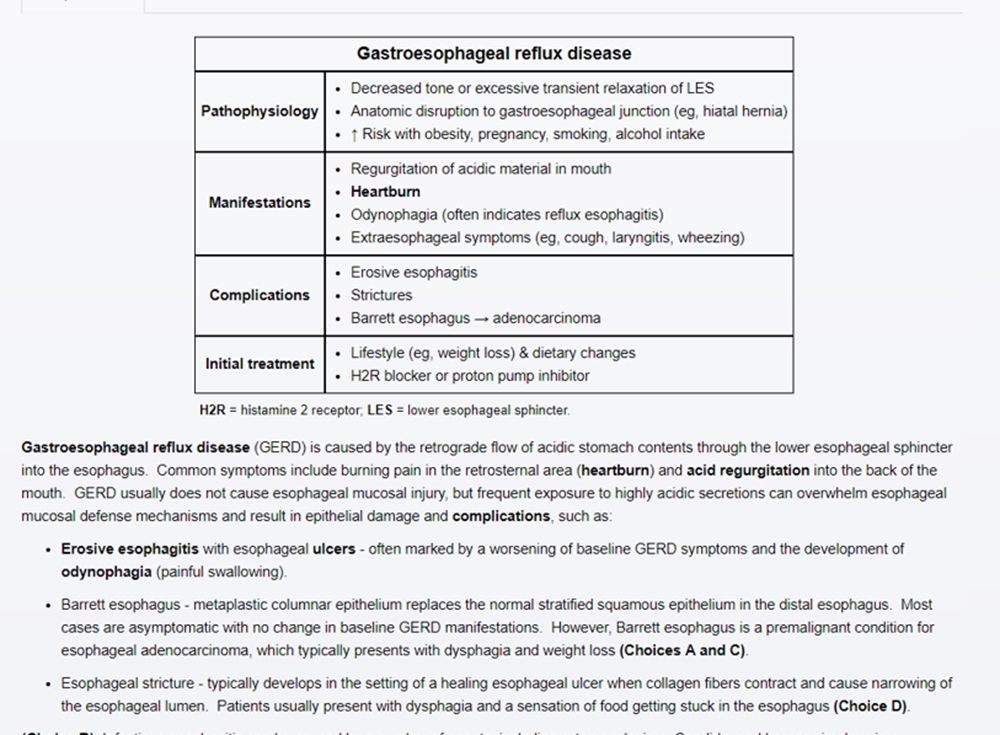 Gastroesophageal reflux disease
Pathophysiology
• Decreased tone or excessive transient relaxation of LES
• Anatomic disruption to gastroesophageal junction (eg, hiatal hernia)
• ↑ Risk with obesity, pregnancy, smoking, alcohol intake
Manifestations
• Regurgitation of acidic material in mouth
• Heartburn
• Odynophagia (often indicates reflux esophagitis)
• Extraesophageal symptoms (eg, cough, laryngitis, wheezing)
Complications
• Erosive esophagitis
• Strictures
• Barrett esophagus → adenocarcinoma
Initial treatment
• Lifestyle (eg, weight loss) & dietary changes
• H2R blocker or proton pump inhibitor
H2R = histamine 2 receptor; LES = lower esophageal sphincter.
Gastroesophageal reflux disease (GERD) is caused by the retrograde flow of acidic stomach contents through the lower esophageal sphincter
into the esophagus. Common symptoms include burning pain in the retrosternal area (heartburn) and acid regurgitation into the back of the
mouth. GERD usually does not cause esophageal mucosal injury, but frequent exposure to highly acidic secretions can overwhelm esophageal
mucosal defense mechanisms and result in epithelial damage and complications, such as:
• Erosive esophagitis with esophageal ulcers - often marked by a worsening of baseline GERD symptoms and the development of
odynophagia (painful swallowing).
• Barrett esophagus - metaplastic columnar epithelium replaces the normal stratified squamous epithelium in the distal esophagus. Most
cases are asymptomatic with no change in baseline GERD manifestations. However, Barrett esophagus is a premalignant condition for
esophageal adenocarcinoma, which typically presents with dysphagia and weight loss (Choices A and C).
• Esophageal stricture - typically develops in the setting of a healing esophageal ulcer when collagen fibers contract and cause narrowing of
the esophageal lumen. Patients usually present with dysphagia and a sensation of food getting stuck in the esophagus (Choice D).